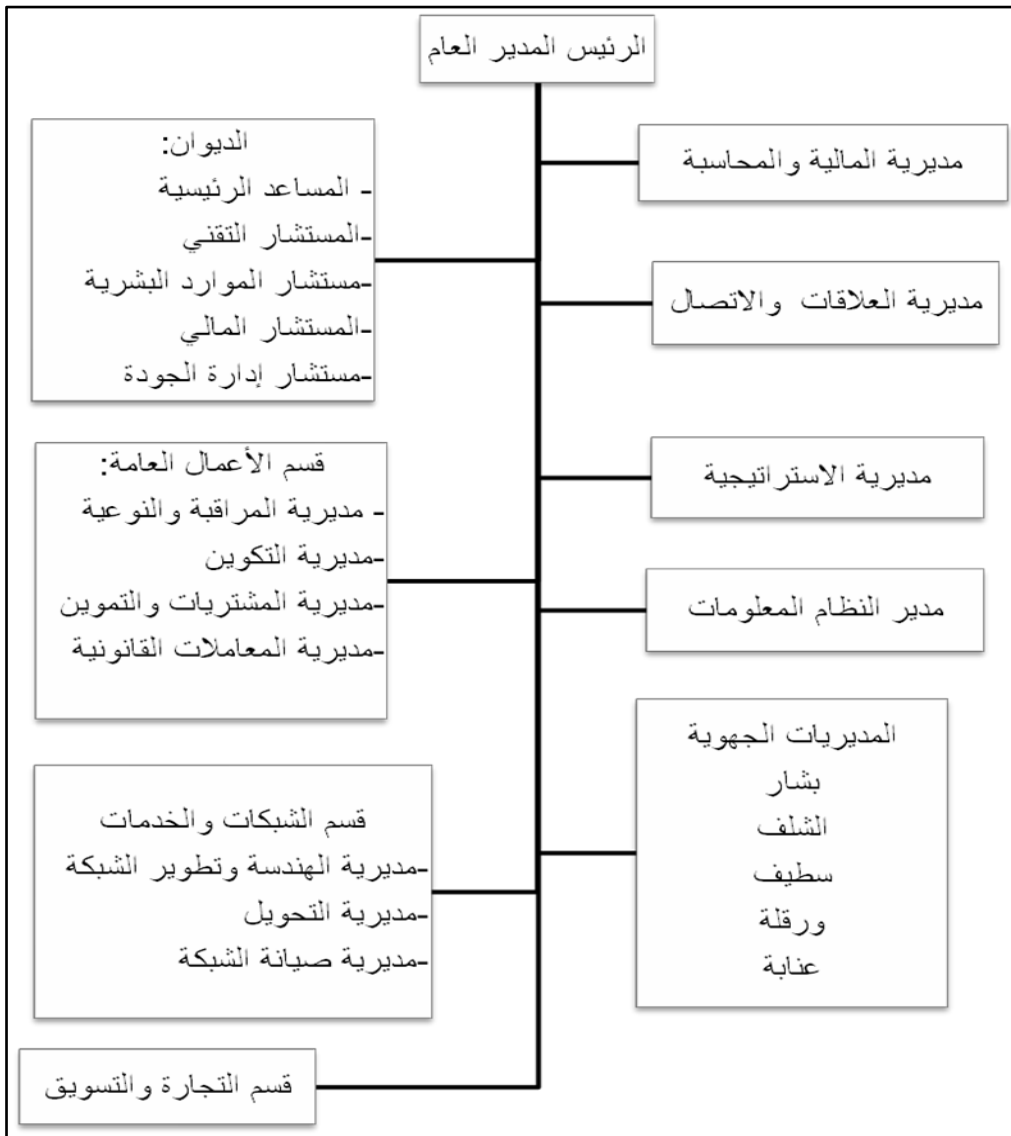 الرئيس المدير العام
مديرية المالية والمحاسبة
مديرية العلاقات والاتصال
مديرية الاستراتيجية
مدير النظام المعلومات
المديريات الجهوية
بشار
الشلف
سطيف
ورقلة
عنابة
الديوان:
- المساعد الرئيسية
-المستشار التقني
-مستشار الموارد البشرية
-المستشار المالي
-مستشار إدارة الجودة
قسم الأعمال العامة:
- مديرية المراقبة والنوعية
-مديرية التكوين
-مديرية المشتريات والتموين
-مديرية المعاملات القانونية
قسم الشبكات والخدمات
-مديرية الهندسة وتطوير الشبكة
-مديرية التحويل
-مديرية صيانة الشبكة
قسم التجارة والتسويق